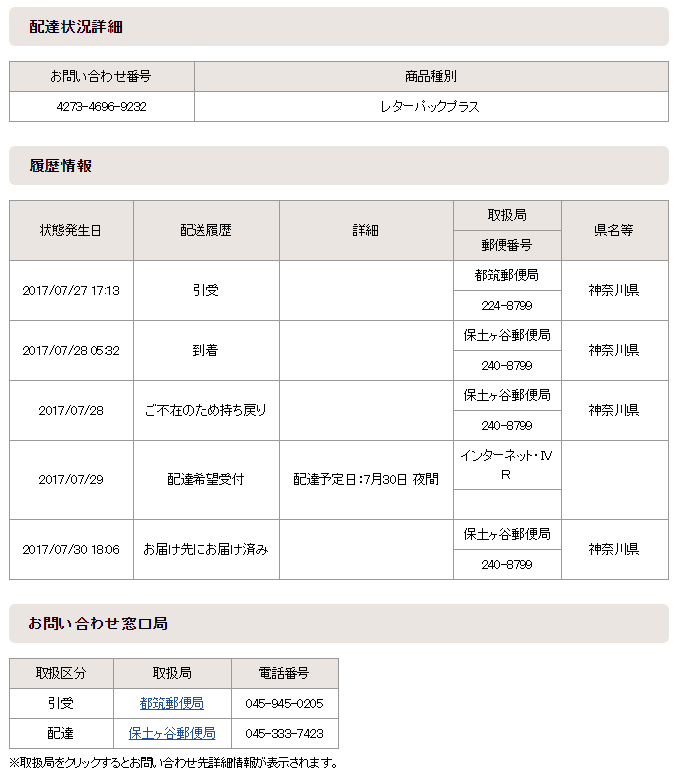 配達状況詳細
お問い合わせ番号 商品種別
4273-4696-9232 レターパックプラス
履歴情報
状態発生日 配送履歴 詳細 取扱局 県名等
郵便番号
2017/07/27 17:13 引受 都筑郵便局 神奈川県
224-8799
2017/07/28 05:32 到着 保土ヶ谷郵便局 神奈川県
240-8799
2017/07/28 ご不在のため持ち戻り 保土ヶ谷郵便局 神奈川県
240-8799
2017/07/29 配達希望受付 配達予定日:7月30日 夜間 インターネット・IV
R
2017/07/30 18:06 お届け先にお届け済み 保土ヶ谷郵便局 神奈川県
240-8799
お問い合わせ窓口局
取扱区分 取扱局 電話番号
引受 都筑郵便局 045-945-0205
配達 保土ヶ谷郵便局 045-333-7423
※取扱局をクリックするとお問い合わせ先詳細情報が表示されます。